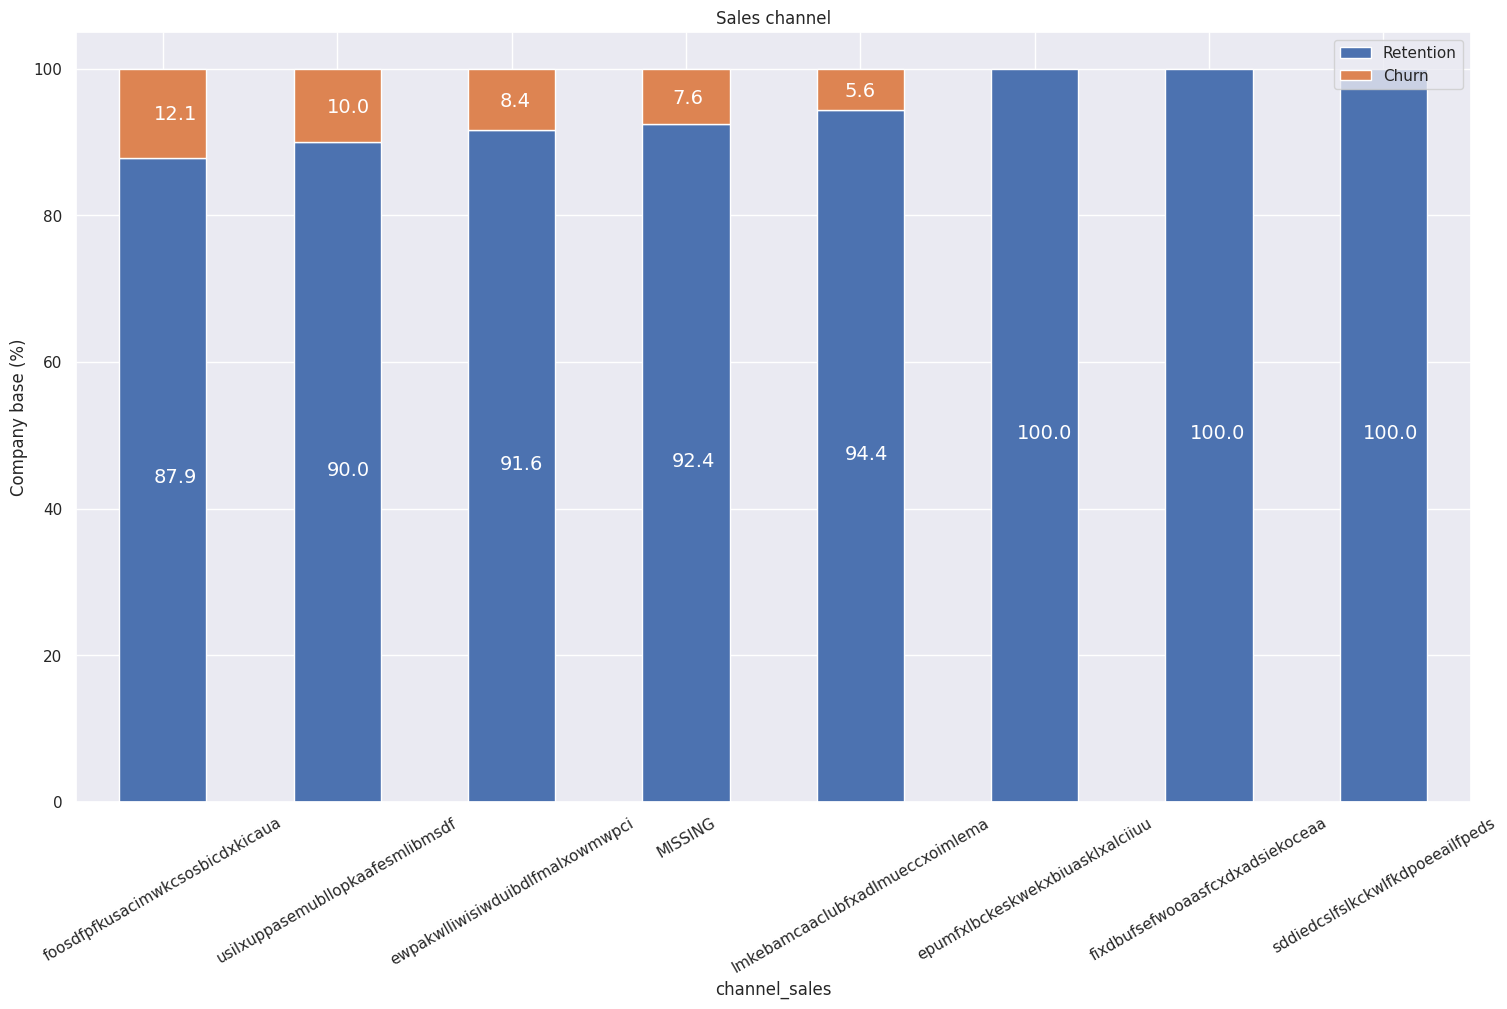 Sales channel
Retention
Churn
Company base (%)
100
80
60
40
20
0
12.1
10.0
8.4
7.6
5.6
87.9
90.0
91.6
92.4
94.4
100.0
100.0
100.0
foosdfpfkusacimwkcsosbicdxkicaua
usilxuppasemubllopkaafesmlibmsdf
ewpakwlliwisiwduibdlfmalxowmwpci
MISSING
lmkebamcaaclubfxadlmueccxoimlema
epumfxlbckeskwekxbiuasklxalciiuu
fixdbufsefwooaasfcxdxadsiekoceaa
sddiedcslfslkckwlfkdpoeeailfpeds
channel_sales